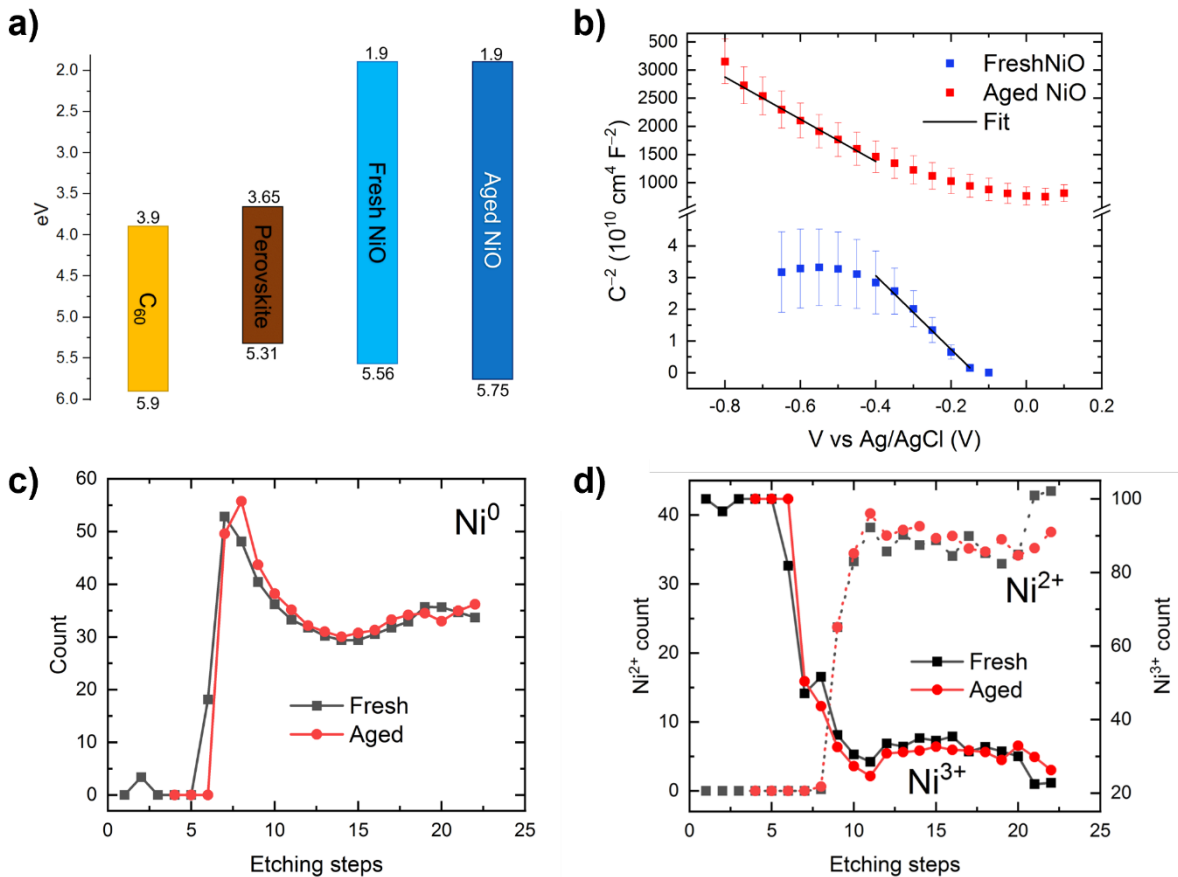 a)
eV
2.0
2.5
3.0
3.5
4.0
4.5
5.0
5.5
6.0
3.9
C60
5.9
3.65
Perovskite
5.31
1.9
Fresh NiO
5.56
1.9
Aged NiO
5.75
b)
C⁻² (10¹⁰ cm⁴ F⁻²)
500
3000
2500
2000
1500
1000
4
3
2
1
0
FreshNiO
Aged NiO
Fit
-0.8 -0.6 -0.4 -0.2 0.0 0.2
V vs Ag/AgCl (V)
c)
Count
60
50
40
30
20
10
0
Ni⁰
Fresh
Aged
0 5 10 15 20 25
Etching steps
d)
Ni²⁺ count
40
30
20
10
0
Ni²⁺
Fresh
Aged
Ni³⁺
100
80
60
40
20
Ni³⁺ count
0 5 10 15 20 25
Etching steps